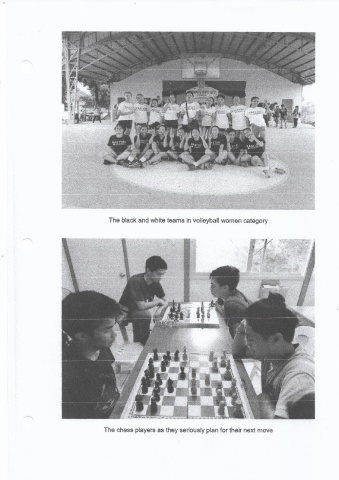 The black and white teams in volleyball women category
The chess players as they seriously plan for their next move